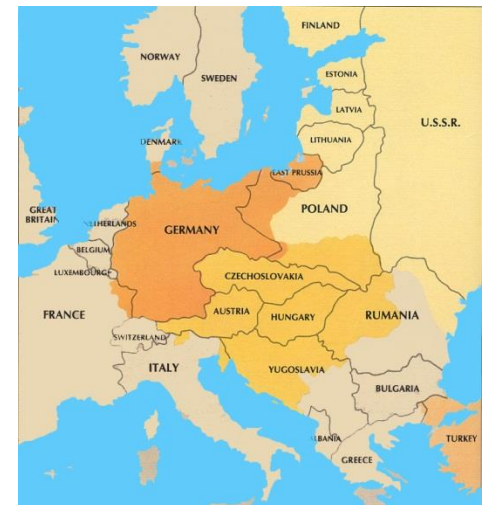 FINLAND
NORWAY
SWEDEN
ESTONIA
LATVIA
U.S.S.R.
LITHUANIA
DENMARK
EAST PRUSSIA
POLAND
GREAT
BRITAIN
NETHERLANDS
GERMANY
BELGIUM
LUXEMBOURG
CZECHOSLOVAKIA
FRANCE
AUSTRIA
HUNGARY
RUMANIA
SWITZERLAND
ITALY
YUGOSLAVIA
BULGARIA
ALBANIA
TURKEY
GREECE